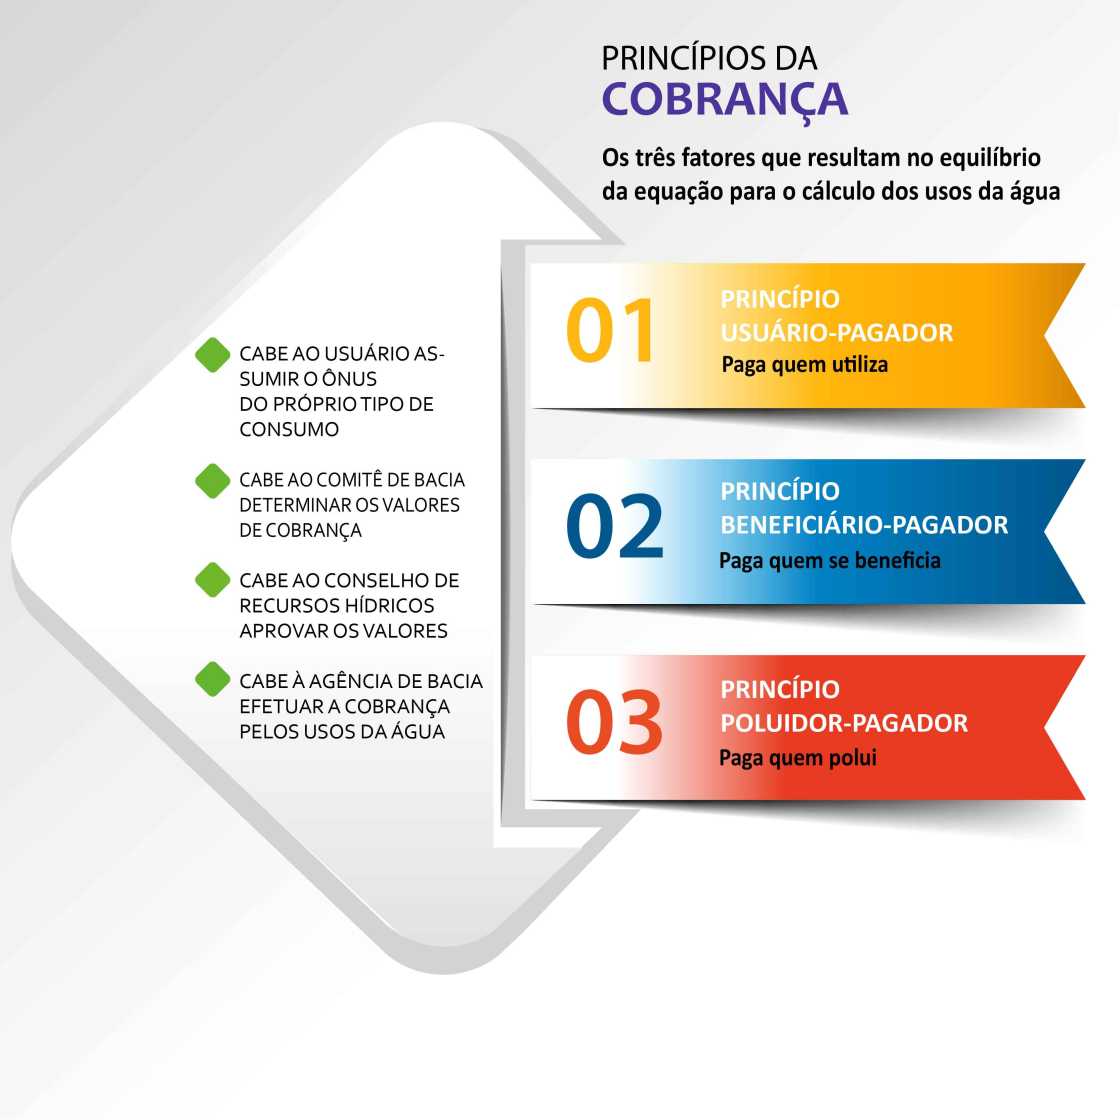 PRINCÍPIOS DA
COBRANÇA
Os três fatores que resultam no equilíbrio
da equação para o cálculo dos usos da água
CABE AO USUÁRIO AS-
SUMIR O ÔNUS
DO PRÓPRIO TIPO DE
CONSUMO
CABE AO COMITÊ DE BACIA
DETERMINAR OS VALORES
DE COBRANÇA
CABE AO CONSELHO DE
RECURSOS HÍDRICOS
APROVAR OS VALORES
CABE À AGÊNCIA DE BACIA
EFETUAR A COBRANÇA
PELOS USOS DA ÁGUA
01
PRINCÍPIO
USUÁRIO-PAGADOR
Paga quem utiliza
02
PRINCÍPIO
BENEFICIÁRIO-PAGADOR
Paga quem se beneficia
03
PRINCÍPIO
POLUIDOR-PAGADOR
Paga quem polui